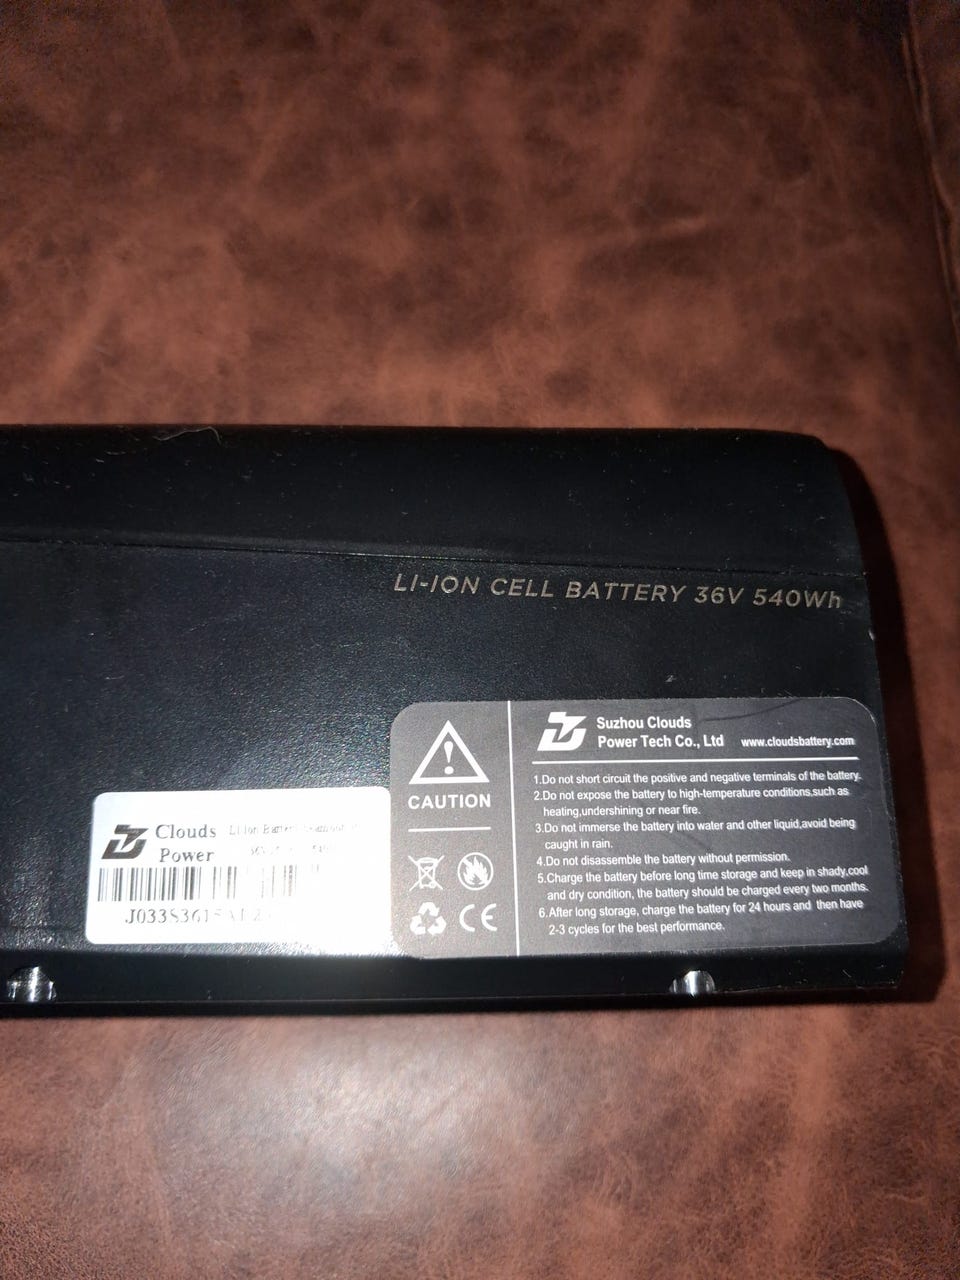 LI-ION CELL BATTERY 36V 540Wh
Suzhou Clouds
Power Tech Co., Ltd www.cloudsbattery.com
CAUTION
1.Do not short circuit the positive and negative terminals of the battery.
2.Do not expose the battery to high-temperature conditions,such as
heating,undershining or near fire.
3.Do not immerse the battery into water and other liquid,avoid being
caught in rain.
4.Do not disassemble the battery without permission.
5.Charge the battery before long time storage and keep in shady,cool
and dry condition, the battery should be charged every two months.
6.After long storage, charge the battery for 24 hours and then have
2-3 cycles for the best performance.
CE
Clouds
Power
Li-Ion Battery